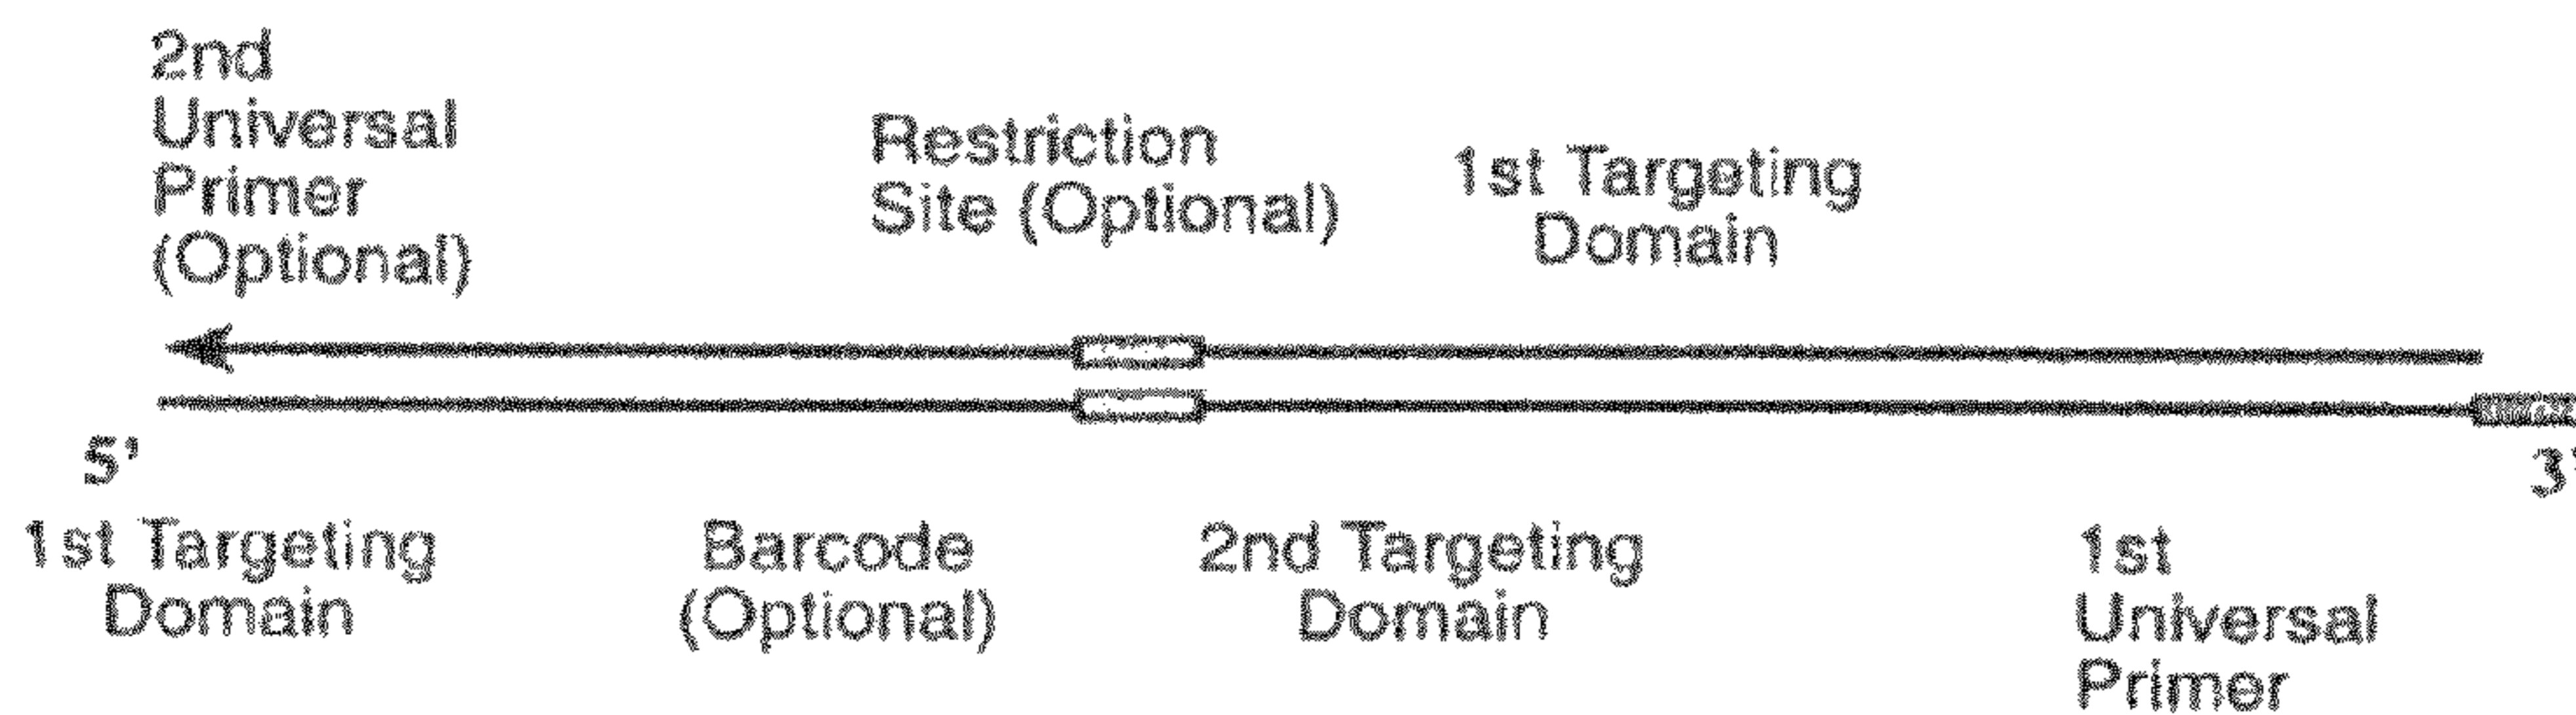 2nd
Universal
Primer
(Optional)
Restriction
Site (Optional)
1st Targeting
Domain
5'
3'
1st Targeting
Domain
Barcode
(Optional)
2nd Targeting
Domain
1st
Universal
Primer